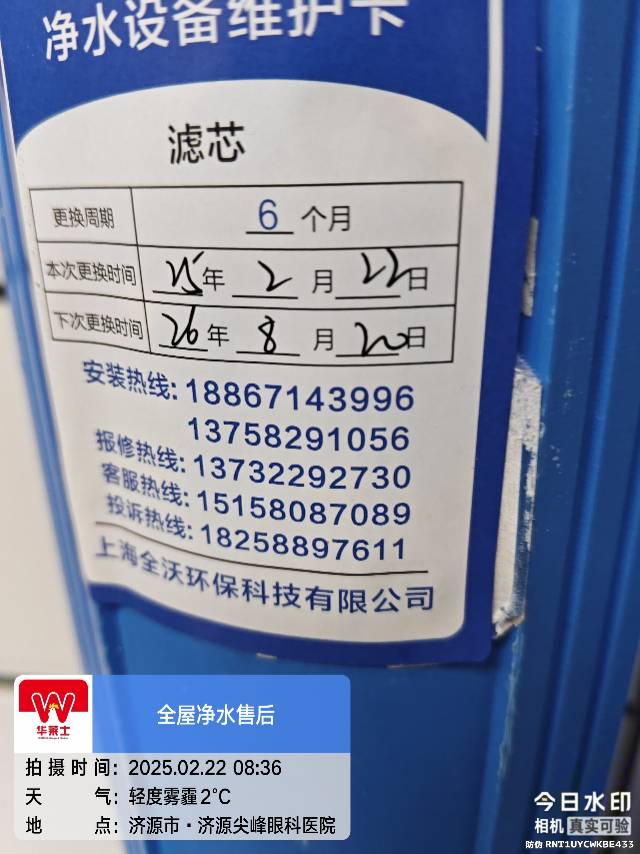 净水设备维护卡
滤芯
更换周期 6 个月
本次更换时间 25年 2 月 22日
下次更换时间 26年 8 月 20日
安装热线: 18867143996
13758291056
报修热线: 13732292730
客服热线: 15158087089
投诉热线: 18258897611
上海全沃环保科技有限公司
华莱士
全屋净水售后
拍摄时间: 2025.02.22 08:36
天气: 轻度雾霾 2℃
地点: 济源市·济源尖峰眼科医院
今日水印
相机 真实可验
防伪 RNT1UYCWKBE433